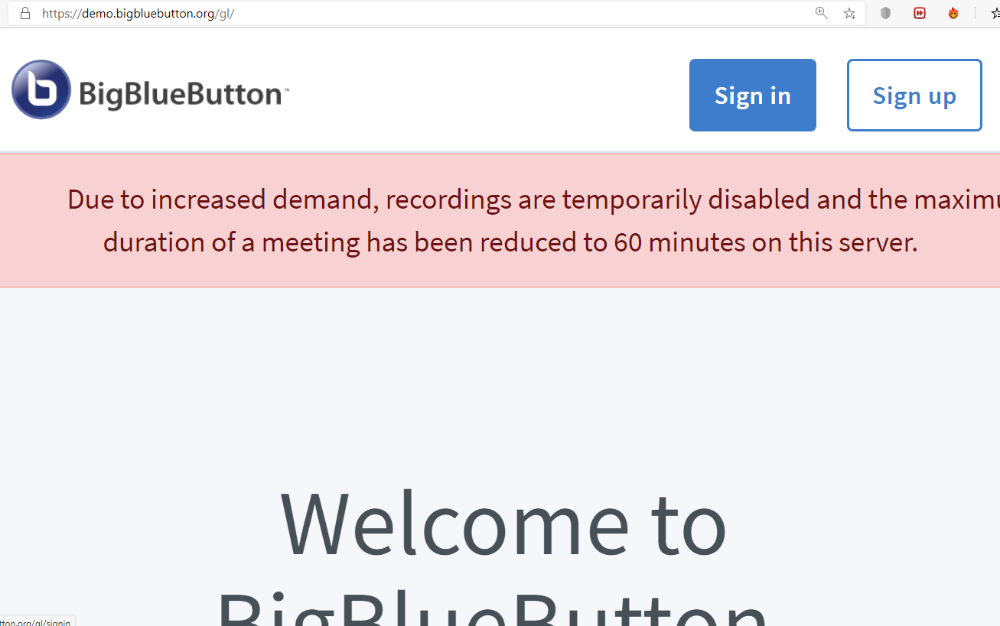 https://demo.bigbluebutton.org/gl/
BigBlueButton™
Sign in
Sign up
Due to increased demand, recordings are temporarily disabled and the maximu
duration of a meeting has been reduced to 60 minutes on this server.
Welcome to
BigBlueButton
tton.org/gl/signin